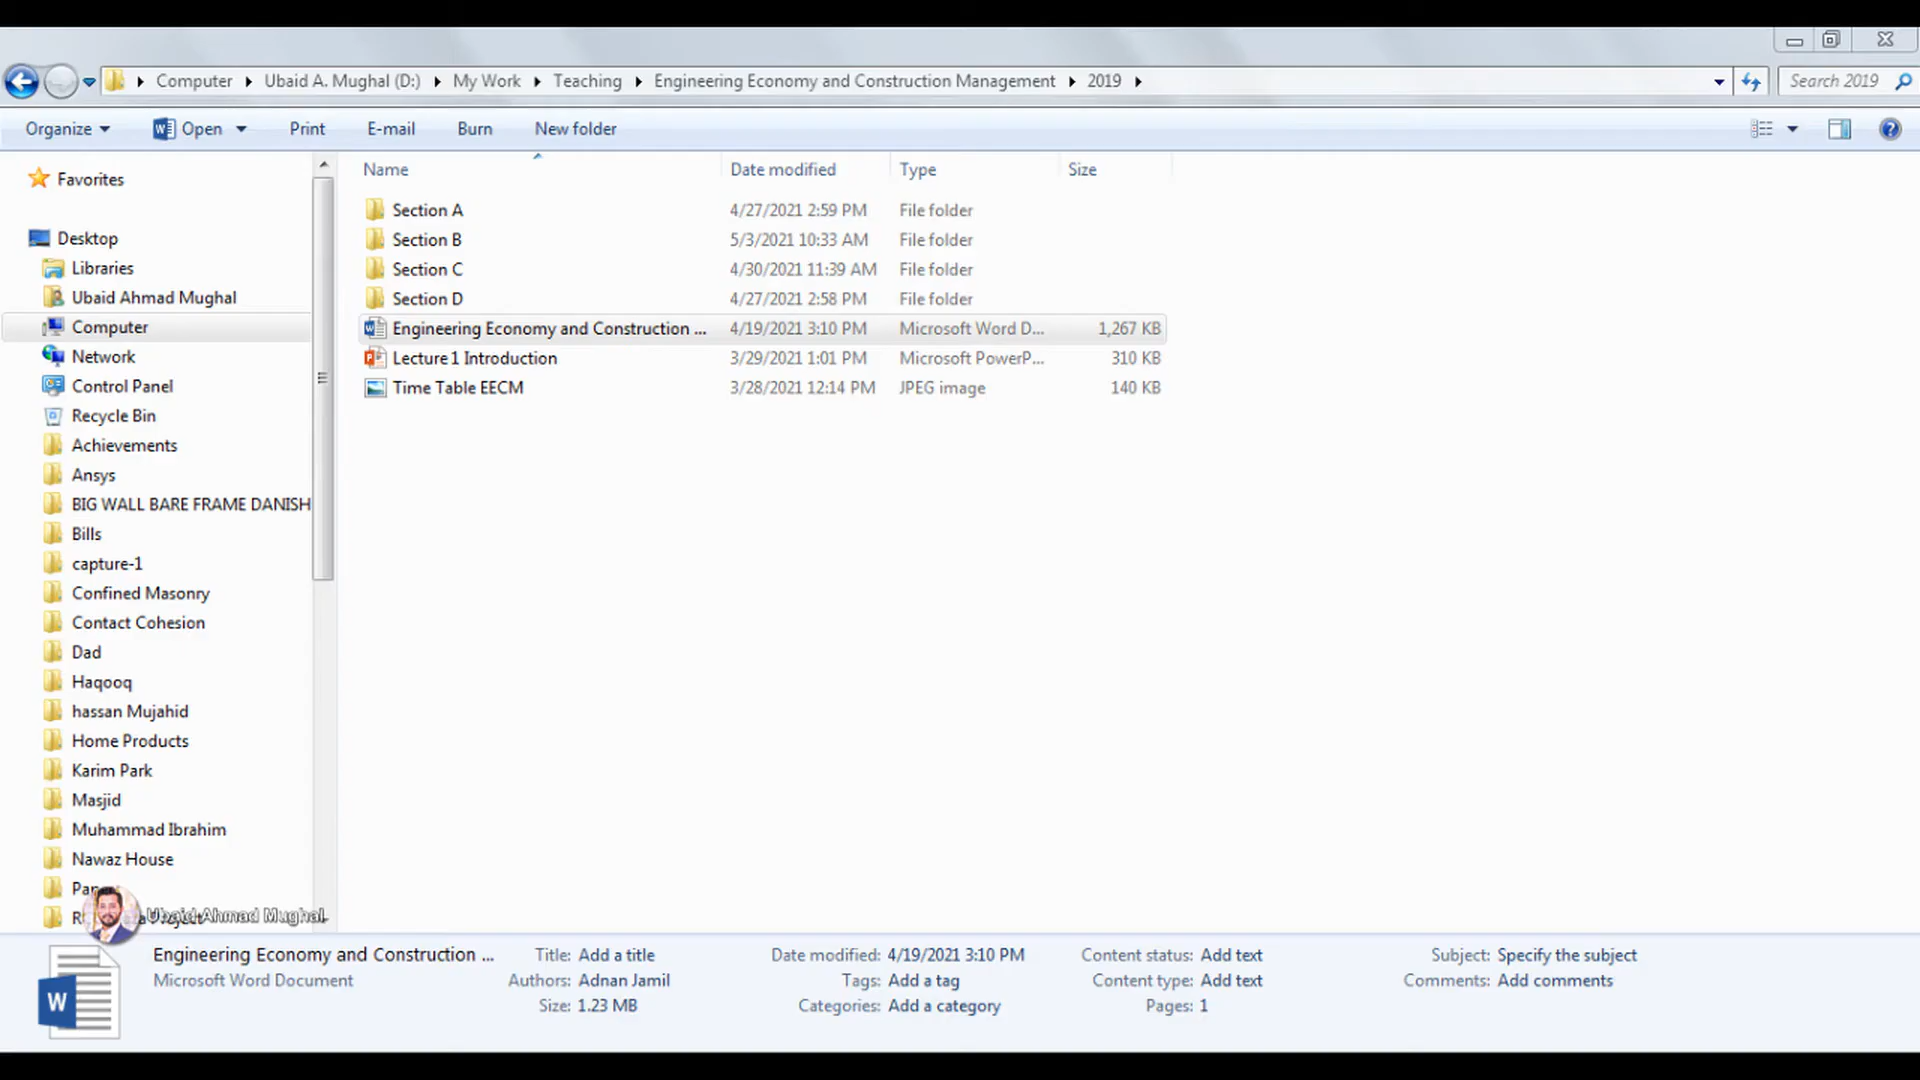 Computer Ubaid A. Mughal (D:) My Work Teaching Engineering Economy and Construction Management 2019 Search 2019
Organize Open Print E-mail Burn New folder
Name Date modified Type Size
Section A 4/27/2021 2:59 PM File folder
Section B 5/3/2021 10:33 AM File folder
Section C 4/30/2021 11:39 AM File folder
Section D 4/27/2021 2:58 PM File folder
Engineering Economy and Construction ... 4/19/2021 3:10 PM Microsoft Word D... 1,267 KB
Lecture 1 Introduction 3/29/2021 1:01 PM Microsoft PowerP... 310 KB
Time Table EECM 3/28/2021 12:14 PM JPEG image 140 KB
Favorites
Desktop
Libraries
Ubaid Ahmad Mughal
Computer
Network
Control Panel
Recycle Bin
Achievements
Ansys
BIG WALL BARE FRAME DANISH
Bills
capture-1
Confined Masonry
Contact Cohesion
Dad
Haqooq
hassan Mujahid
Home Products
Karim Park
Masjid
Muhammad Ibrahim
Nawaz House
Ubaid Ahmad Mughal
Engineering Economy and Construction ...
Microsoft Word Document
Title: Add a title
Authors: Adnan Jamil
Size: 1.23 MB
Date modified: 4/19/2021 3:10 PM
Tags: Add a tag
Categories: Add a category
Content status: Add text
Content type: Add text
Pages: 1
Subject: Specify the subject
Comments: Add comments
W